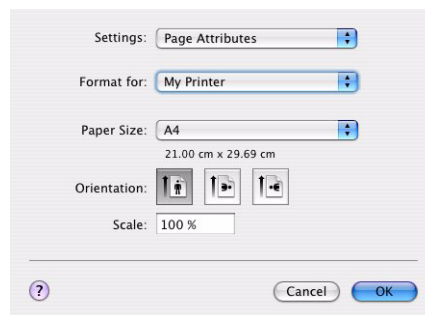 Settings: Page Attributes
Format for: My Printer
Paper Size: A4
21.00 cm x 29.69 cm
Orientation:
Scale: 100 %
? Cancel OK